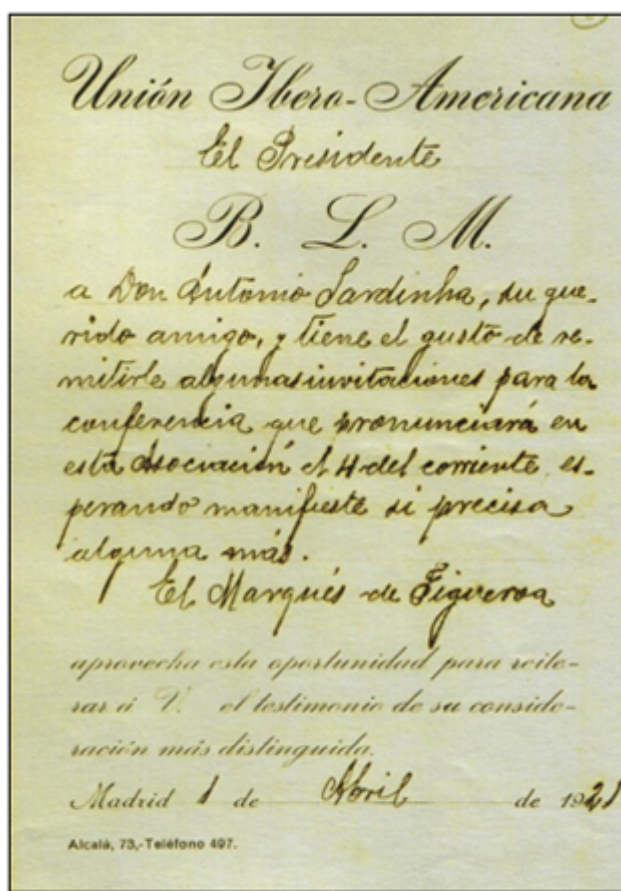 Unión Ibero-Americana
El Presidente
B. L. M.
a Don Antonio Sardinha, su que-
rido amigo, y tiene el gusto de re-
mitirle algunas invitaciones para la
conferencia que pronunciará en
esta Asociación el 4 del corriente, es-
perando manifieste si precisa
alguna más.
El Marqués de Figueroa
aprovecha esta oportunidad para reite-
rar á V. el testimonio de su conside-
ración más distinguida.
Madrid 1 de Abril de 1921
Alcalá, 73,-Teléfono 497.